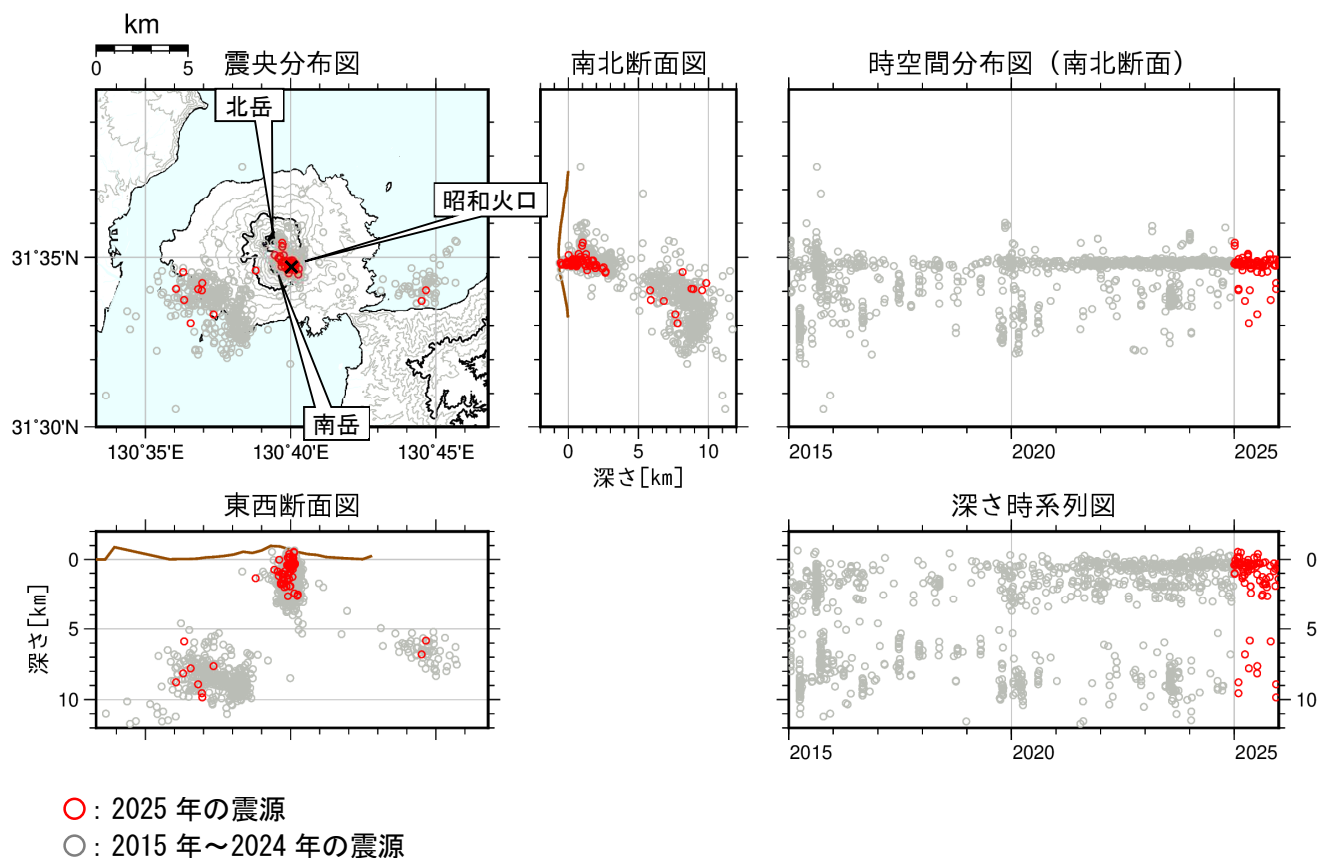 km
0 5
震央分布図
南北断面図
時空間分布図（南北断面）
北岳
昭和火口
南岳
31°35'N
31°30'N
130°35'E 130°40'E 130°45'E
0 5 10
深さ[km]
2015 2020 2025
東西断面図
深さ時系列図
0
5
10
深さ[km]
0
5
10
2015 2020 2025
：2025 年の震源
：2015 年～2024 年の震源